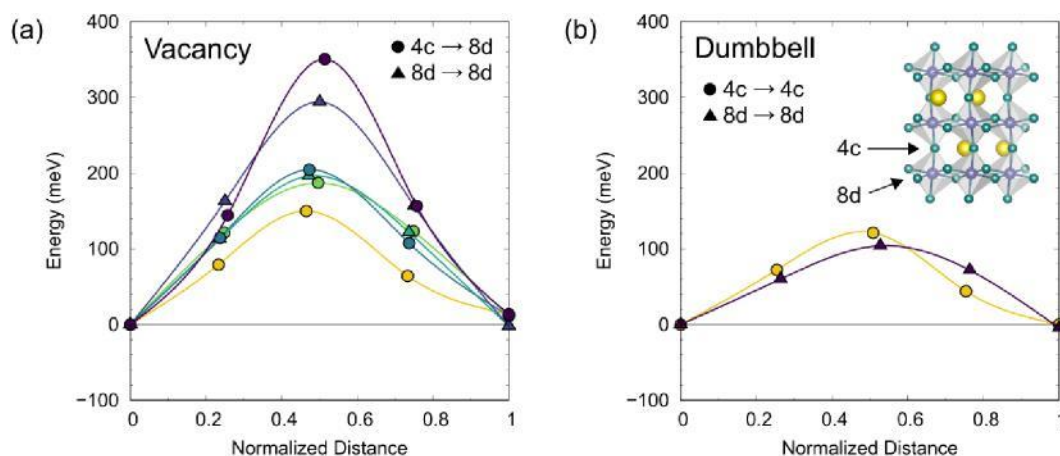 (a)
Vacancy
4c → 8d
8d → 8d
400
300
200
100
0
−100
Energy (meV)
0
0.2
0.4
0.6
0.8
1
Normalized Distance
(b)
Dumbbell
4c → 4c
8d → 8d
4c
8d
400
300
200
100
0
−100
Energy (meV)
0
0.2
0.4
0.6
0.8
1
Normalized Distance